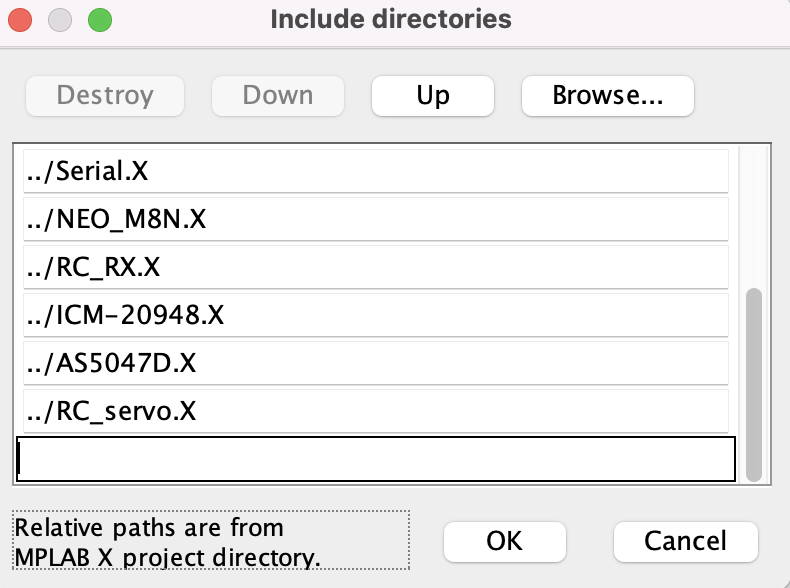 Include directories
Destroy Down Up Browse...
../Serial.X
../NEO_M8N.X
../RC_RX.X
../ICM-20948.X
../AS5047D.X
../RC_servo.X
Relative paths are from
MPLAB X project directory.
OK Cancel